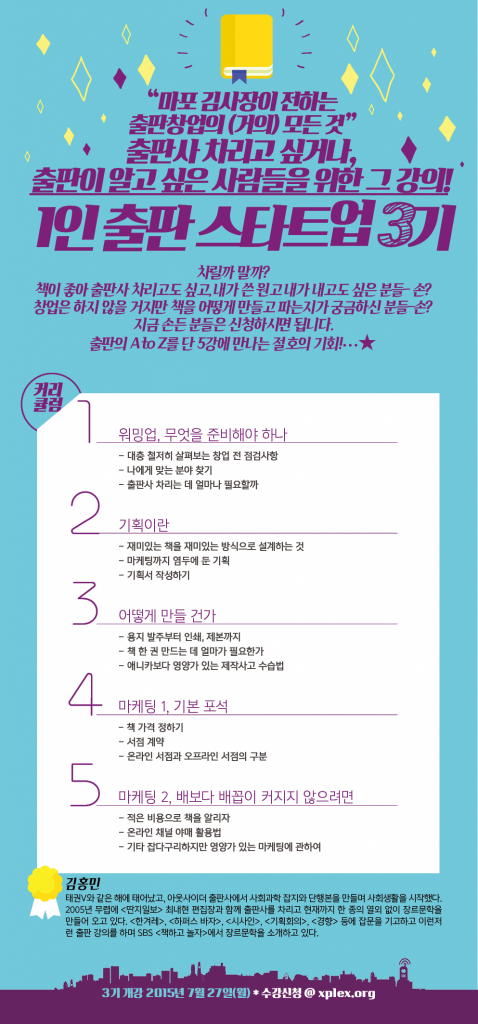 “마포 김사장이 전하는
출판창업의 (거의) 모든 것”
출판사 차리고 싶거나,
출판이 알고 싶은 사람들을 위한 그 강의!
1인 출판 스타트업 3기
차릴까 말까?
책이 좋아 출판사 차리고도 싶고, 내가 쓴 원고 내가 내고도 싶은 분들~ 손?
창업은 하지 않을 거지만 책을 어떻게 만들고 파는지가 궁금하신 분들~손?
지금 손든 분들은 신청하시면 됩니다.
출판의 A to Z를 단 5강에 만나는 절호의 기회!…★
커리
큘럼
1
워밍업, 무엇을 준비해야 하나
- 대충 철저히 살펴보는 창업 전 점검사항
- 나에게 맞는 분야 찾기
- 출판사 차리는 데 얼마나 필요할까
2
기획이란
- 재미있는 책을 재미있는 방식으로 설계하는 것
- 마케팅까지 염두에 둔 기획
- 기획서 작성하기
3
어떻게 만들 건가
- 용지 발주부터 인쇄, 제본까지
- 책 한 권 만드는 데 얼마가 필요한가
- 애니카보다 영양가 있는 제작사고 수습법
4
마케팅 1, 기본 포석
- 책 가격 정하기
- 서점 계약
- 온라인 서점과 오프라인 서점의 구분
5
마케팅 2, 배보다 배꼽이 커지지 않으려면
- 적은 비용으로 책을 알리자
- 온라인 채널 야매 활용법
- 기타 잡다구리하지만 영양가 있는 마케팅에 관하여
김홍민
태권V와 같은 해에 태어났고, 아웃사이더 출판사에서 사회과학 잡지와 단행본을 만들며 사회생활을 시작했다.
2005년 무렵에 <딴지일보> 최내현 편집장과 함께 출판사를 차리고 현재까지 한 종의 열외 없이 장르문학을
만들어 오고 있다. <한겨레>, <하퍼스 바자>, <시사인>, <기획회의>, <경향> 등에 잡문을 기고하고 이런저
런 출판 강의를 하며 SBS <책하고 놀자>에서 장르문학을 소개하고 있다.
3기 개강 2015년 7월 27일(월) * 수강신청 @ xplex.org